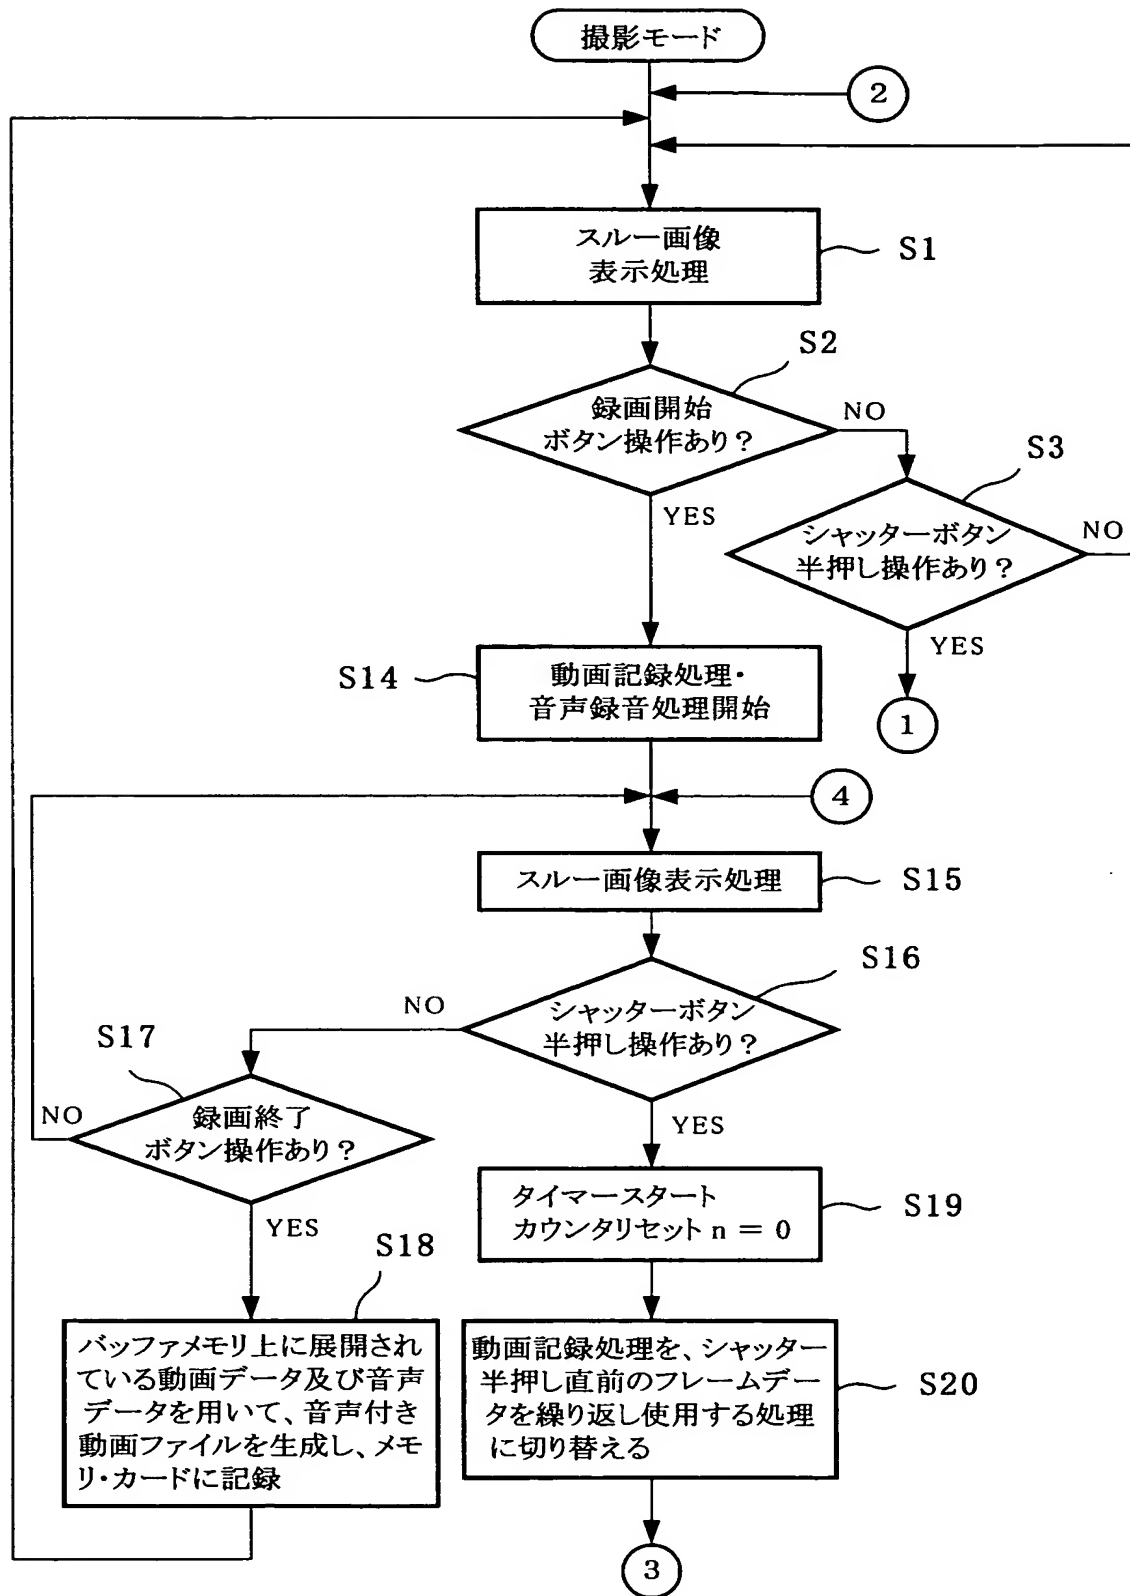 撮影モード
2
スルー画像
表示処理
S1
S2
録画開始
ボタン操作あり?
NO
S3
シャッターボタン
半押し操作あり?
NO
YES
YES
1
S14
動画記録処理・
音声録音処理開始
4
スルー画像表示処理
S15
S16
シャッターボタン
半押し操作あり?
NO
S17
録画終了
ボタン操作あり?
NO
YES
YES
タイマースタート
カウンタリセット n = 0
S19
S18
バッファメモリ上に展開され
ている動画データ及び音声
データを用いて、音声付き
動画ファイルを生成し、メモ
リ・カードに記録
動画記録処理を、シャッター
半押し直前のフレームデー
タを繰り返し使用する処理
に切り替える
S20
3